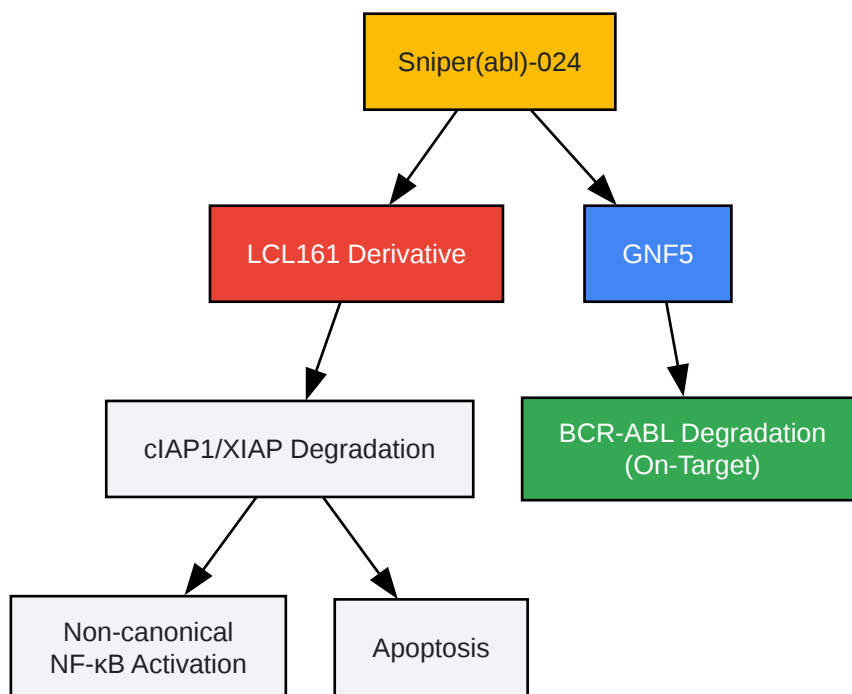 Sniper(abl)-024
LCL161 Derivative
GNF5
cIAP1/XIAP Degradation
BCR-ABL Degradation
(On-Target)
Non-canonical
NF-κB Activation
Apoptosis